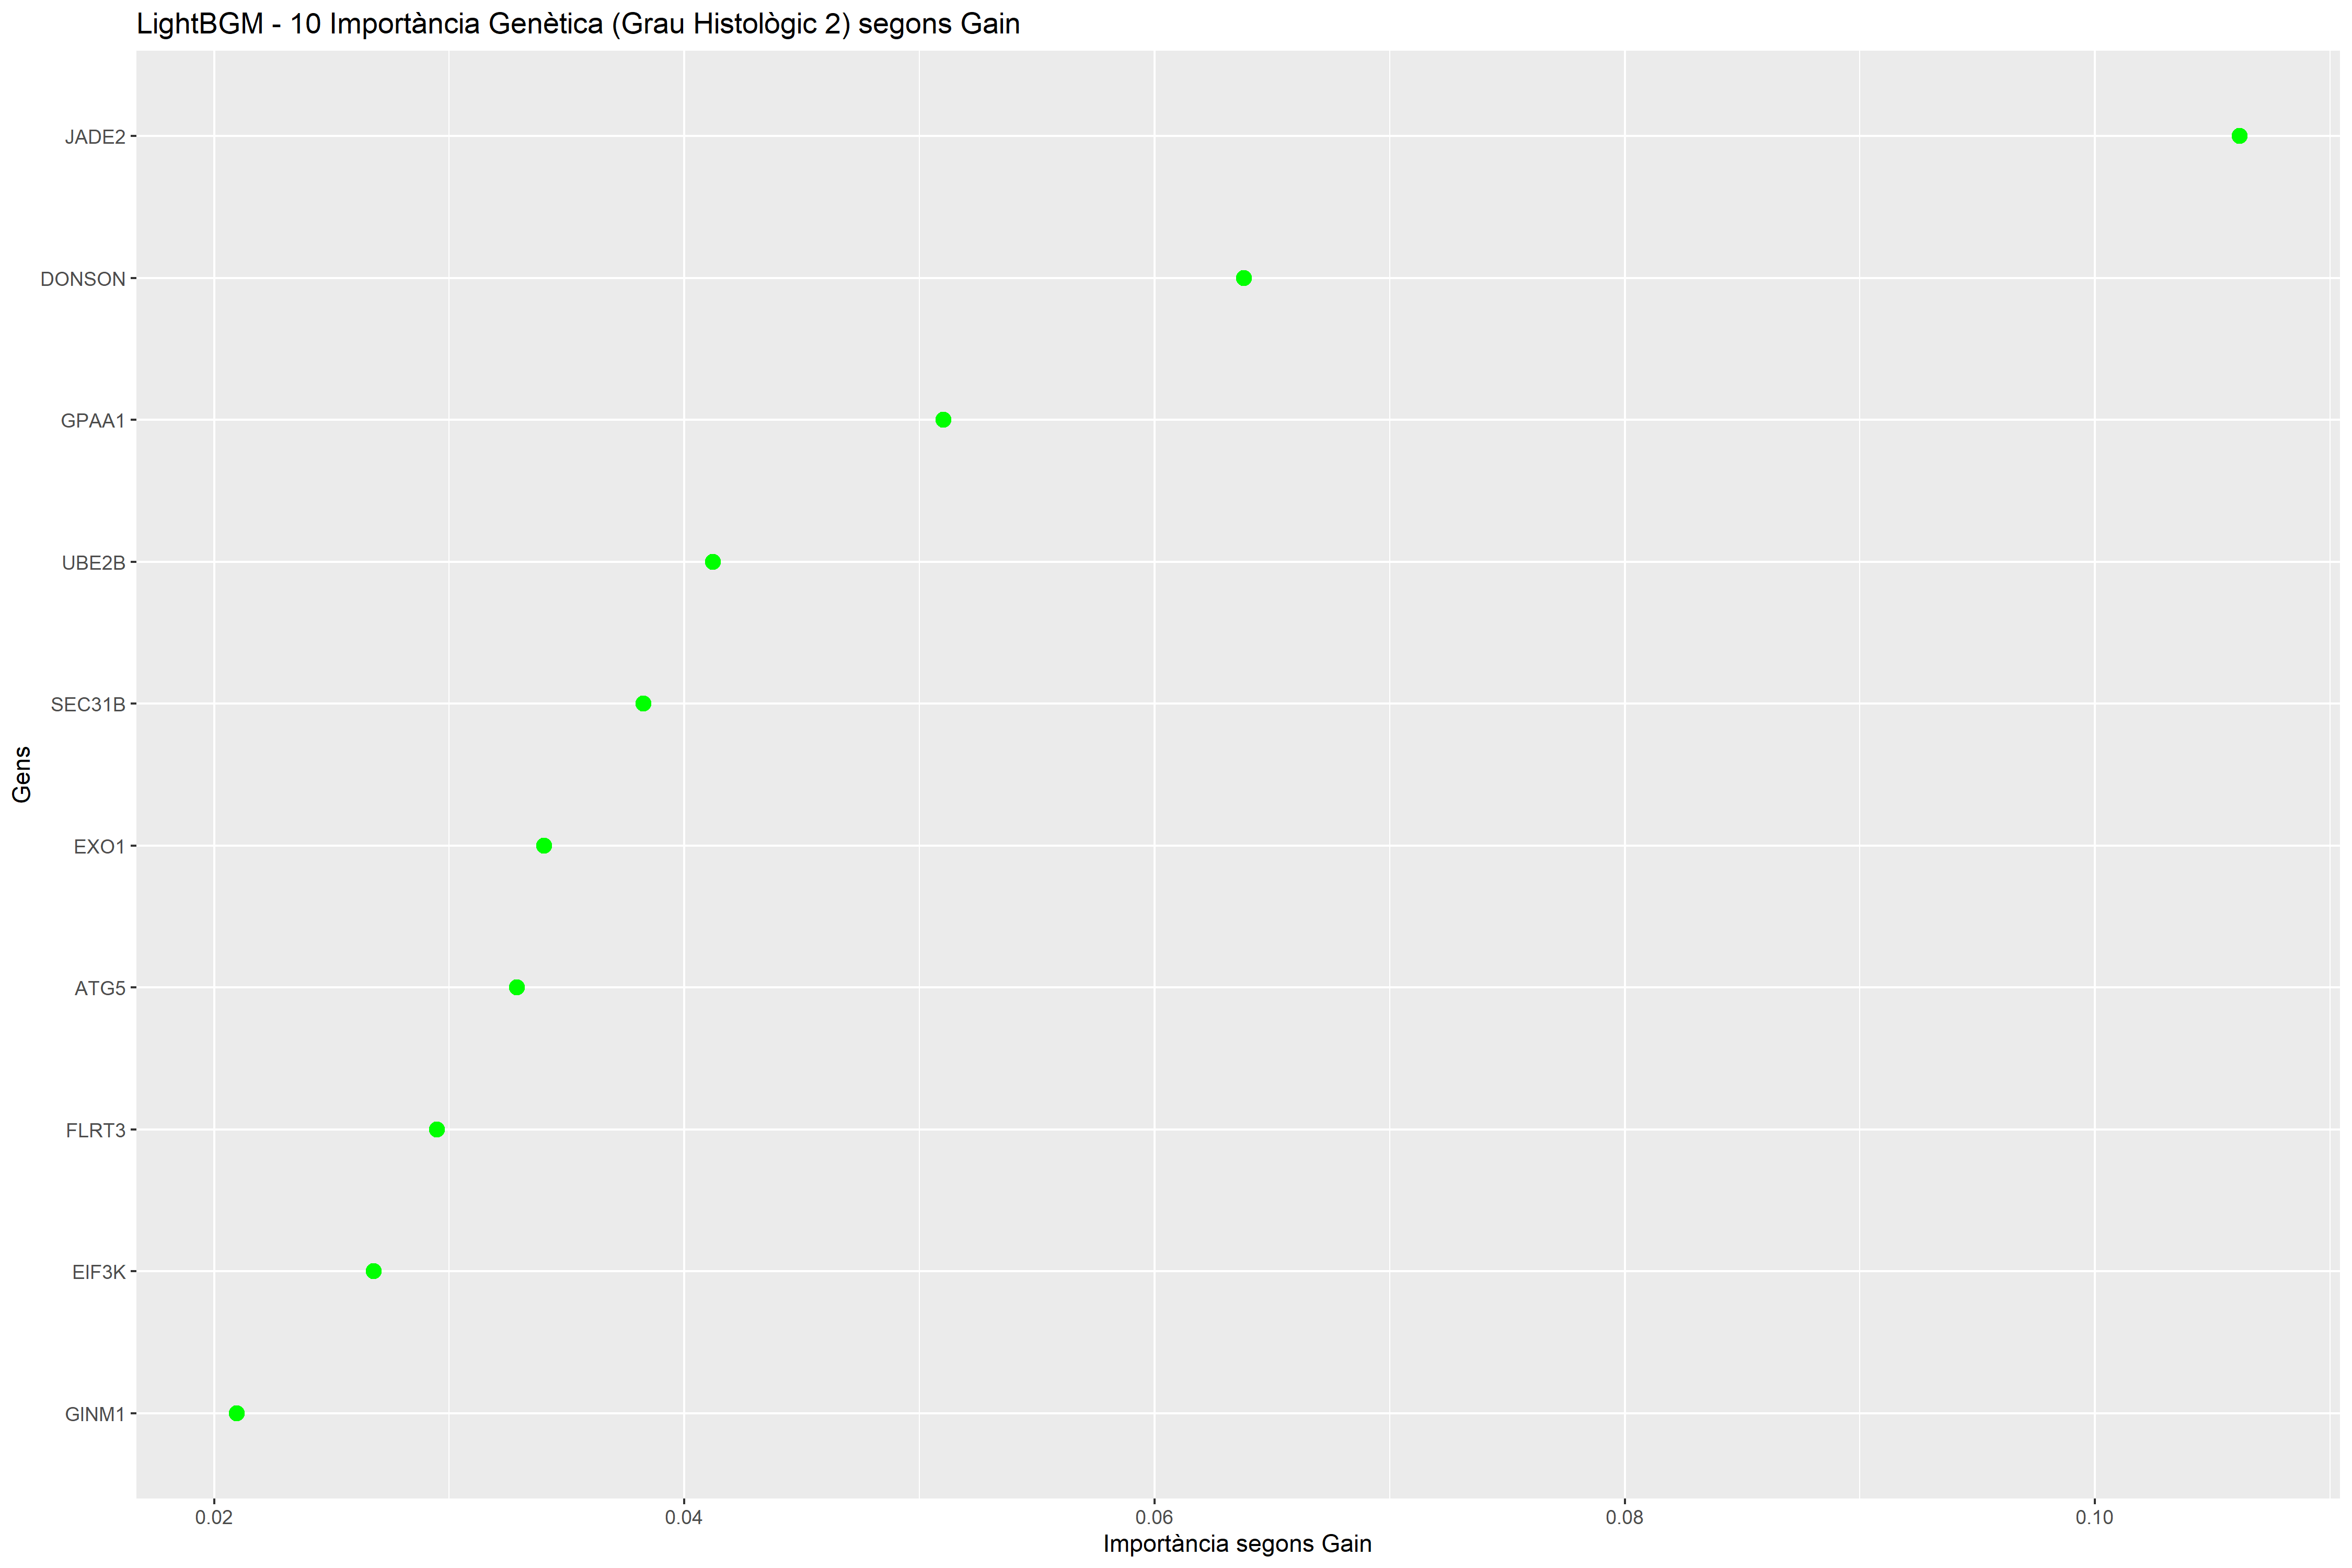 LightBGM - 10 Importància Genètica (Grau Histològic 2) segons Gain
JADE2
DONSON
GPAA1
UBE2B
SEC31B
EXO1
ATG5
FLRT3
EIF3K
GINM1
Gens
0.02 0.04 0.06 0.08 0.10
Importància segons Gain